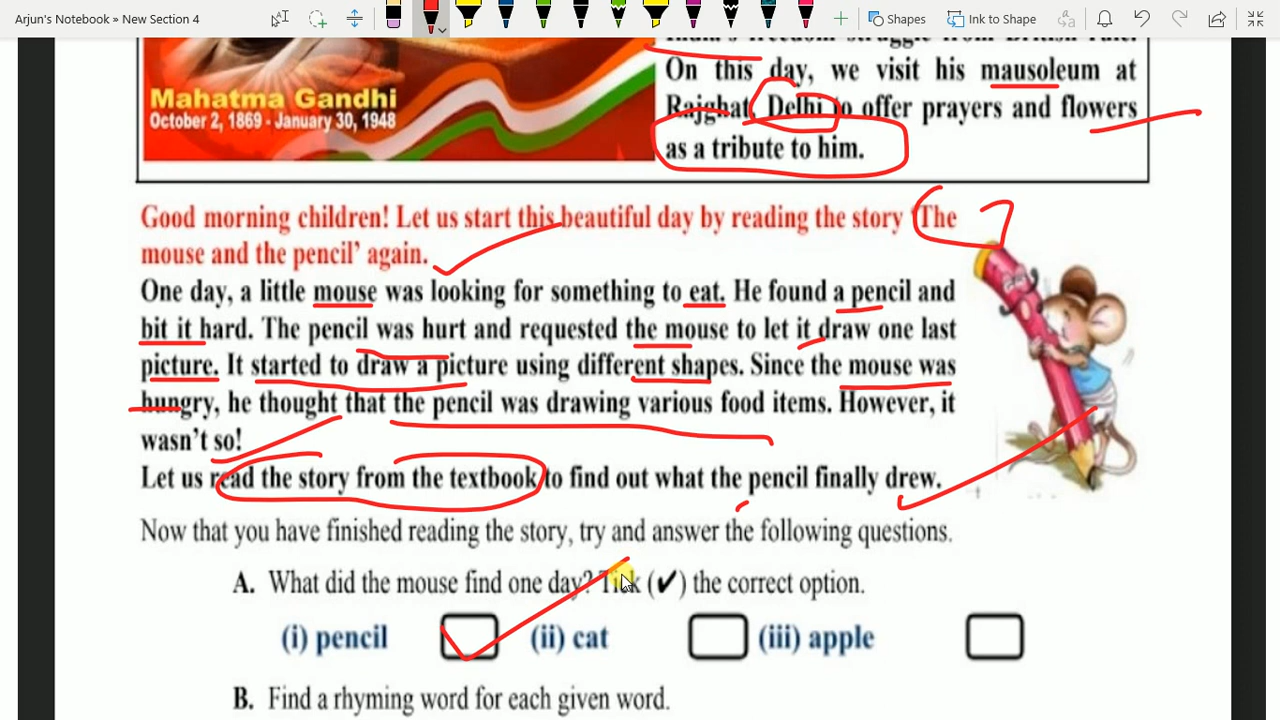 Arjun's Notebook » New Section 4
Shapes
Ink to Shape
India's Freedom struggle from British rule.
On this day, we visit his mausoleum at
Mahatma Gandhi
October 2, 1869 - January 30, 1948
Rajghat, Delhi to offer prayers and flowers
as a tribute to him.
Good morning children! Let us start this beautiful day by reading the story 'The
mouse and the pencil' again.
One day, a little mouse was looking for something to eat. He found a pencil and
bit it hard. The pencil was hurt and requested the mouse to let it draw one last
picture. It started to draw a picture using different shapes. Since the mouse was
hungry, he thought that the pencil was drawing various food items. However, it
wasn't so!
Let us read the story from the textbook to find out what the pencil finally drew.
Now that you have finished reading the story, try and answer the following questions.
A. What did the mouse find one day? Tick (✔) the correct option.
(i) pencil (ii) cat (iii) apple
B. Find a rhyming word for each given word.